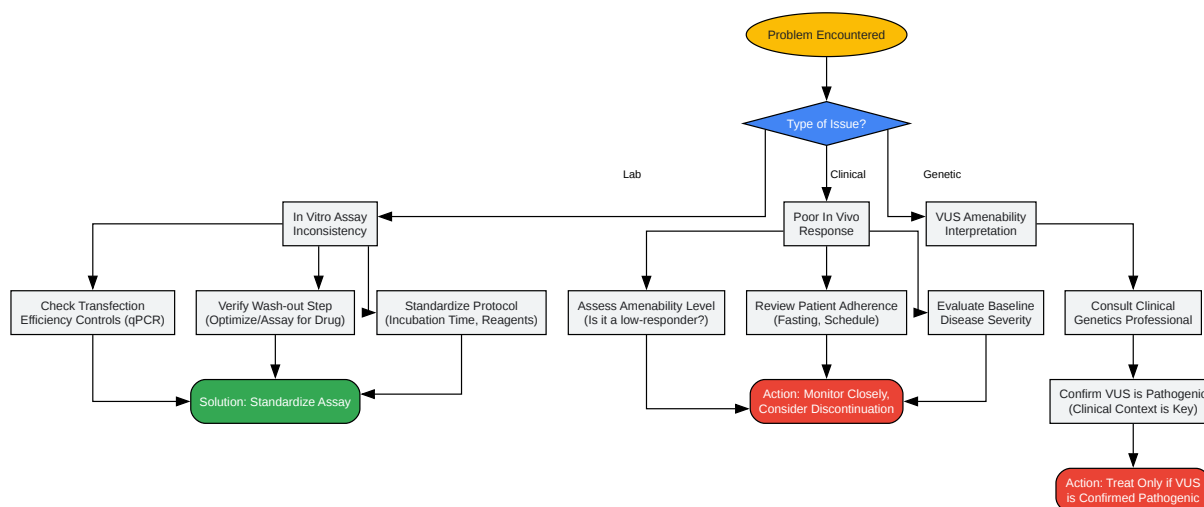 Problem Encountered
Type of Issue?
Lab
Clinical
Genetic
In Vitro Assay
Inconsistency
Poor In Vivo
Response
VUS Amenability
Interpretation
Check Transfection
Efficiency Controls (qPCR)
Verify Wash-out Step
(Optimize/Assay for Drug)
Standardize Protocol
(Incubation Time, Reagents)
Assess Amenability Level
(Is it a low-responder?)
Review Patient Adherence
(Fasting, Schedule)
Evaluate Baseline
Disease Severity
Consult Clinical
Genetics Professional
Solution: Standardize Assay
Action: Monitor Closely,
Consider Discontinuation
Confirm VUS is Pathogenic
(Clinical Context is Key)
Action: Treat Only if VUS
is Confirmed Pathogenic